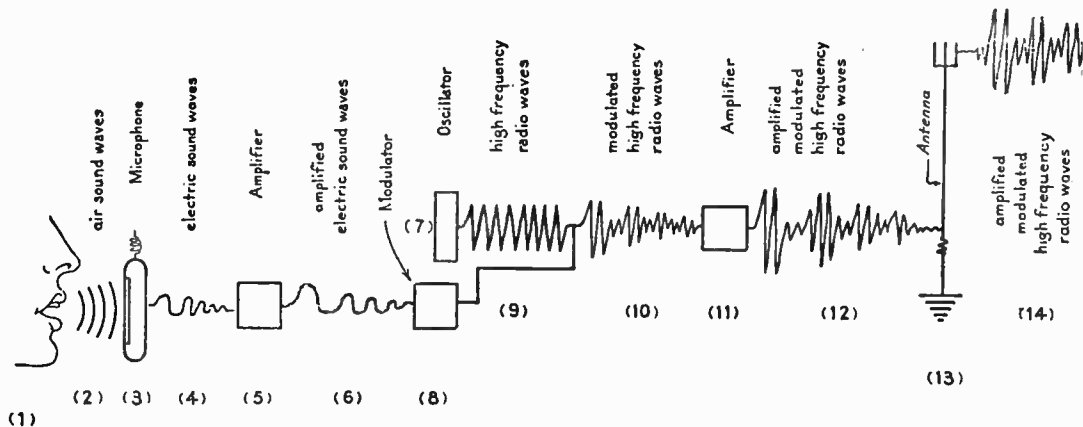 air sound waves
Microphone
electric sound waves
Amplifier
amplified
electric sound waves
Modulator
Oscillator
high frequency
radio waves
modulated
high frequency
radio waves
Amplifier
amplified
modulated
high frequency
radio waves
Antenna
amplified
modulated
high frequency
radio waves
(1)
(2)
(3)
(4)
(5)
(6)
(7)
(8)
(9)
(10)
(11)
(12)
(13)
(14)